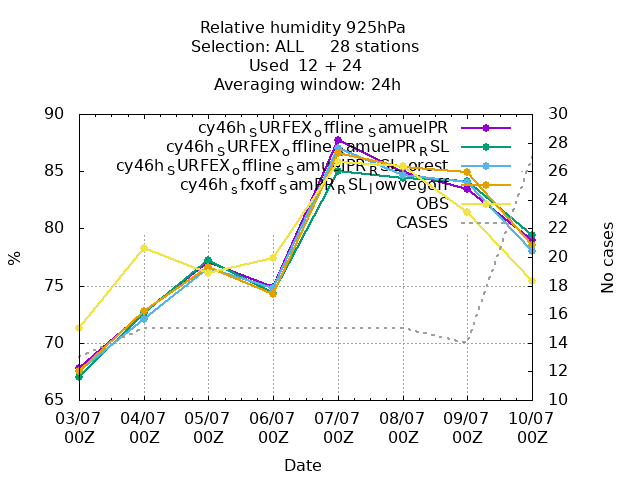 Relative humidity 925hPa
Selection: ALL 28 stations
Used 12 + 24
Averaging window: 24h
90 30
28
85 26
24
80 22
20
75 18
16
70 14
12
65 10
cy46h_SURFEX_offline_SamuelPR
cy46h_SURFEX_offline_SamuelPR_RSL
cy46h_SURFEX_offline_SamuelPR_RSL_forest
cy46h_sfxoff_SamPR_RSL_lowvegoff
OBS
CASES
%
No cases
03/07 04/07 05/07 06/07 07/07 08/07 09/07 10/07
00Z 00Z 00Z 00Z 00Z 00Z 00Z 00Z
Date